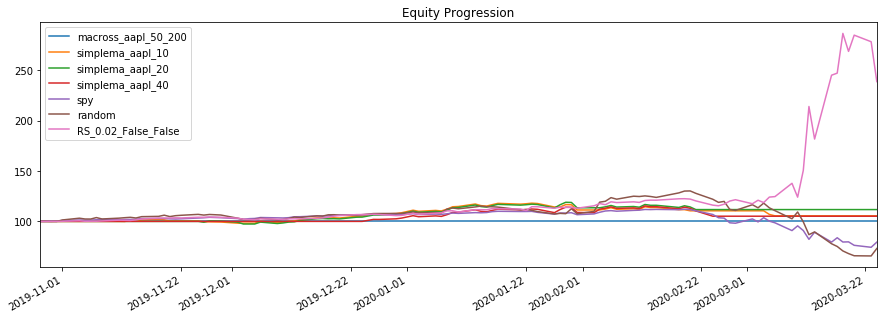 Equity Progression
macross_aapl_50_200
simplema_aapl_10
simplema_aapl_20
simplema_aapl_40
spy
random
RS_0.02_False_False
250
200
150
100
2019-11-01
2019-11-22
2019-12-01
2019-12-22
2020-01-01
2020-01-22
2020-02-01
2020-02-22
2020-03-01
2020-03-22